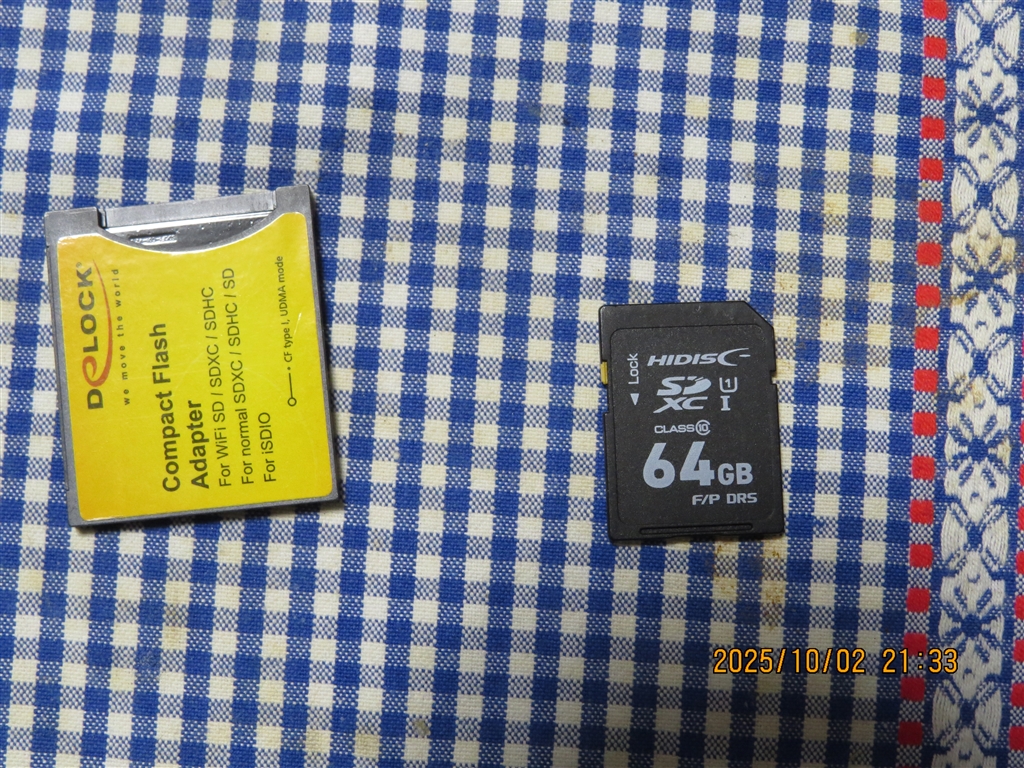 DeLOCK®
we move the world
Compact Flash
Adapter
For WiFi SD / SDXC / SDHC
For normal SDXC / SDHC / SD
For iSDIO
CF type I, UDMA mode
◀ Lock
HIDISC
SD
XC I
1
CLASS 10
64GB
F/P DRS
2025/10/02 21:33